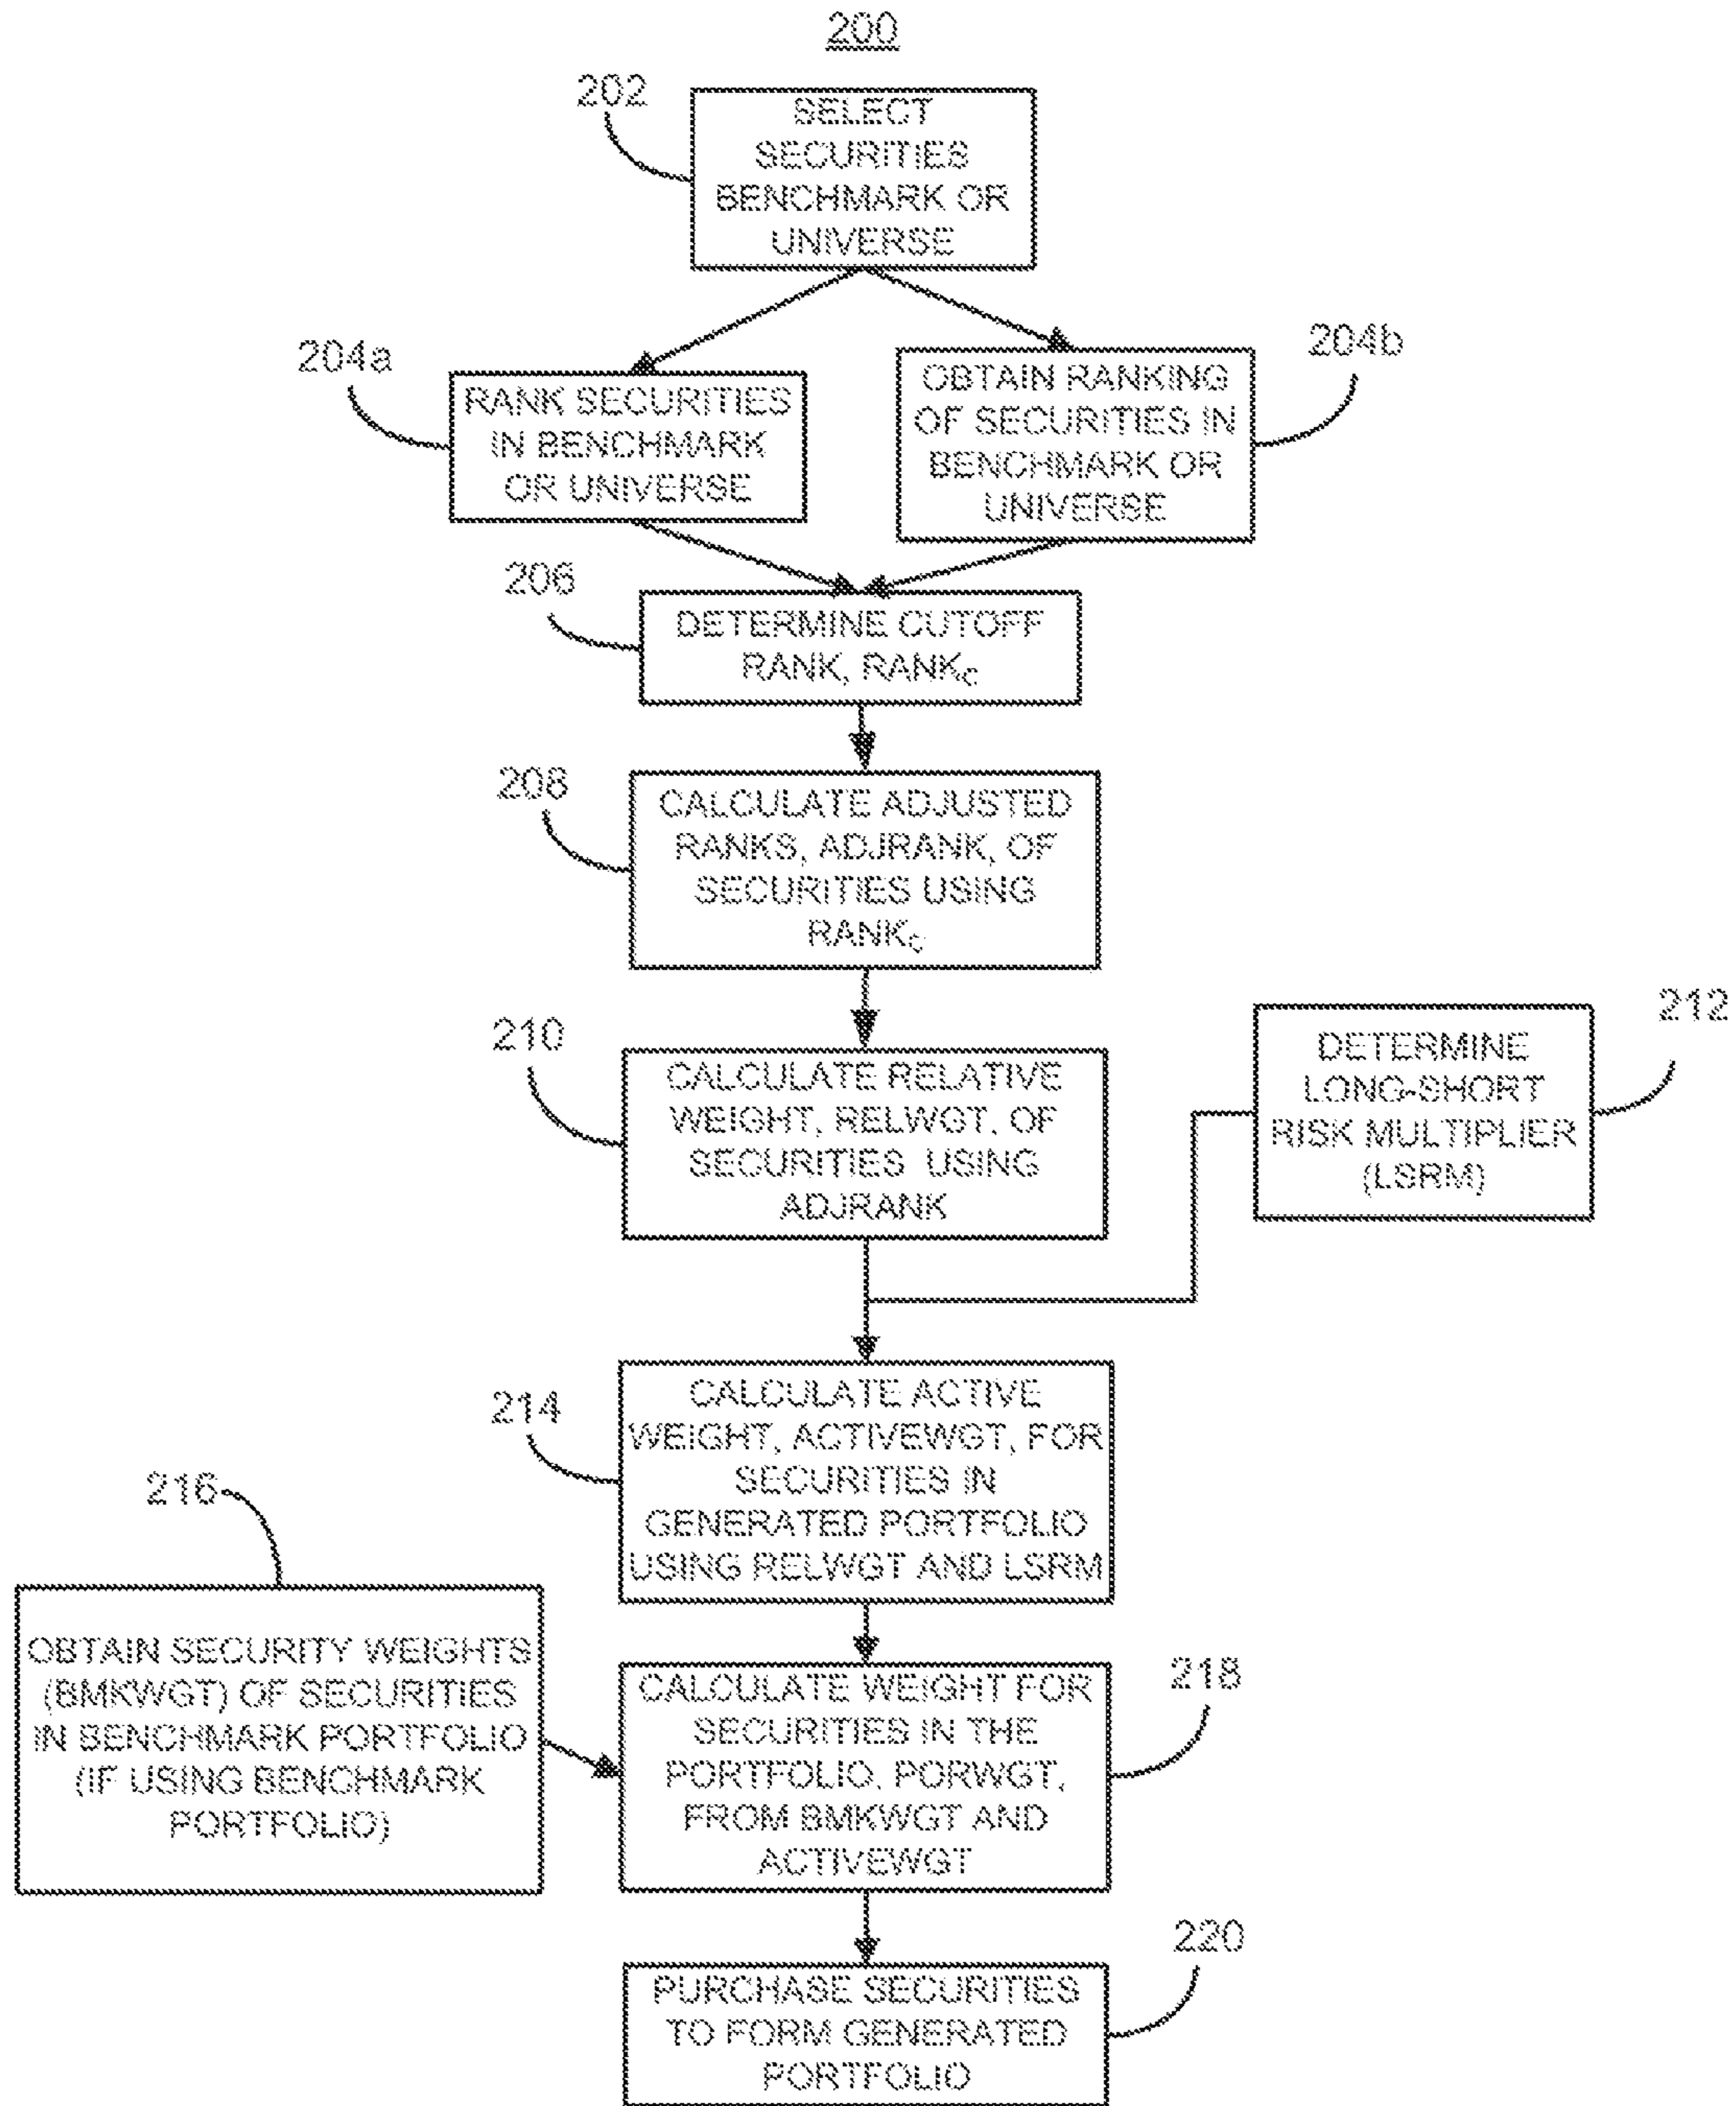 200
202
SELECT
SECURITIES
BENCHMARK OR
UNIVERSE
204a
RANK SECURITIES
IN BENCHMARK
OR UNIVERSE
204b
OBTAIN RANKING
OF SECURITIES IN
BENCHMARK OR
UNIVERSE
206
DETERMINE CUTOFF
RANK, RANKC
208
CALCULATE ADJUSTED
RANKS, ADJRANK, OF
SECURITIES USING
RANKC
210
CALCULATE RELATIVE
WEIGHT, RELWGT, OF
SECURITIES USING
ADJRANK
212
DETERMINE
LONG-SHORT
RISK MULTIPLIER
(LSRM)
214
CALCULATE ACTIVE
WEIGHT, ACTIVEWGT, FOR
SECURITIES IN
GENERATED PORTFOLIO
USING RELWGT AND LSRM
216
OBTAIN SECURITY WEIGHTS
(BMKWGT) OF SECURITIES
IN BENCHMARK PORTFOLIO
(IF USING BENCHMARK
PORTFOLIO)
218
CALCULATE WEIGHT FOR
SECURITIES IN THE
PORTFOLIO, PORWGT,
FROM BMKWGT AND
ACTIVEWGT
220
PURCHASE SECURITIES
TO FORM GENERATED
PORTFOLIO